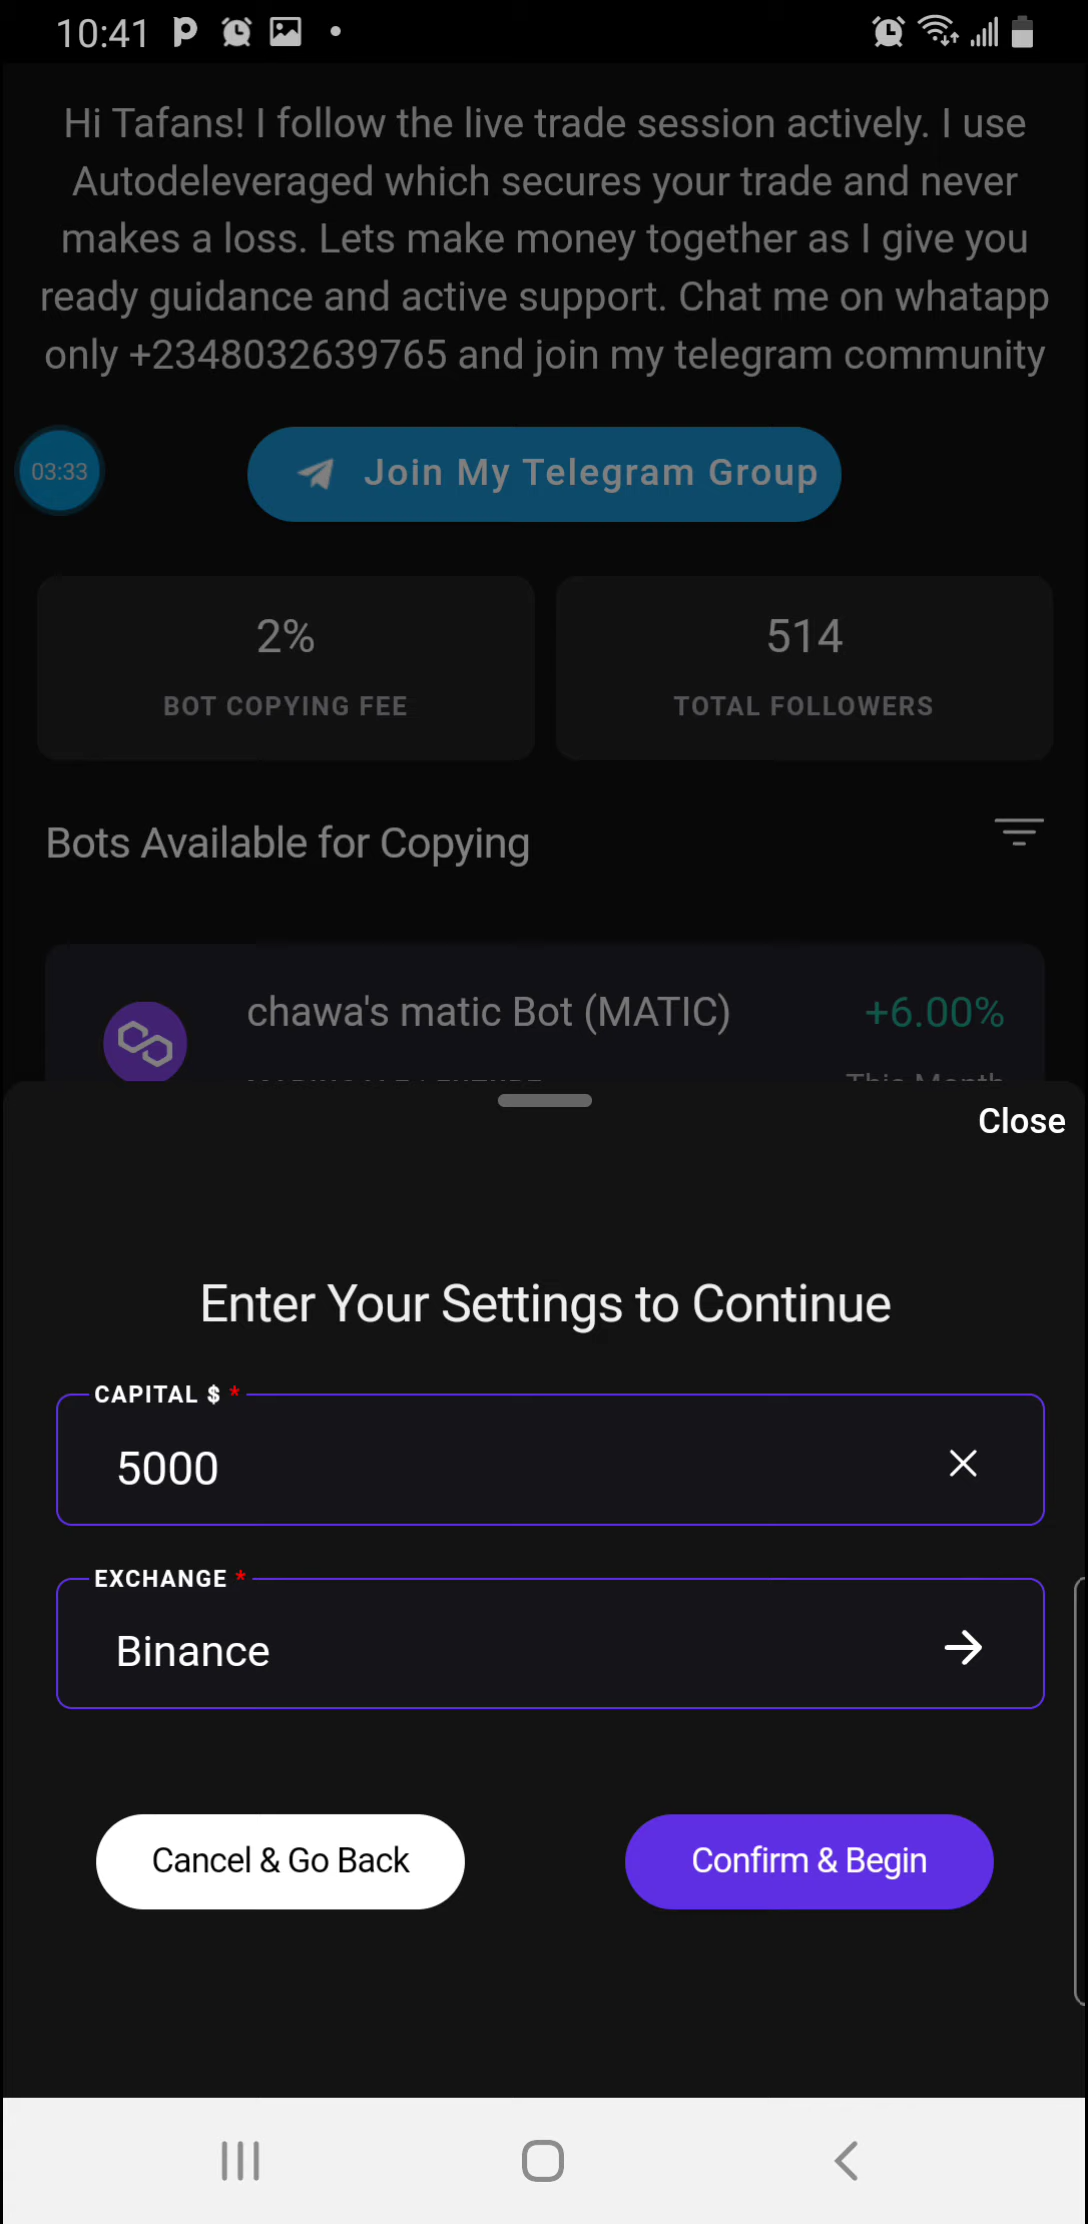 10:41
Hi Tafans! I follow the live trade session actively. I use
Autodeleveraged which secures your trade and never
makes a loss. Lets make money together as I give you
ready guidance and active support. Chat me on whatapp
only +2348032639765 and join my telegram community
03:33
Join My Telegram Group
2%
BOT COPYING FEE
514
TOTAL FOLLOWERS
Bots Available for Copying
chawa's matic Bot (MATIC)
+6.00%
This Month
Close
Enter Your Settings to Continue
CAPITAL $ *
5000
EXCHANGE *
Binance
Cancel & Go Back
Confirm & Begin